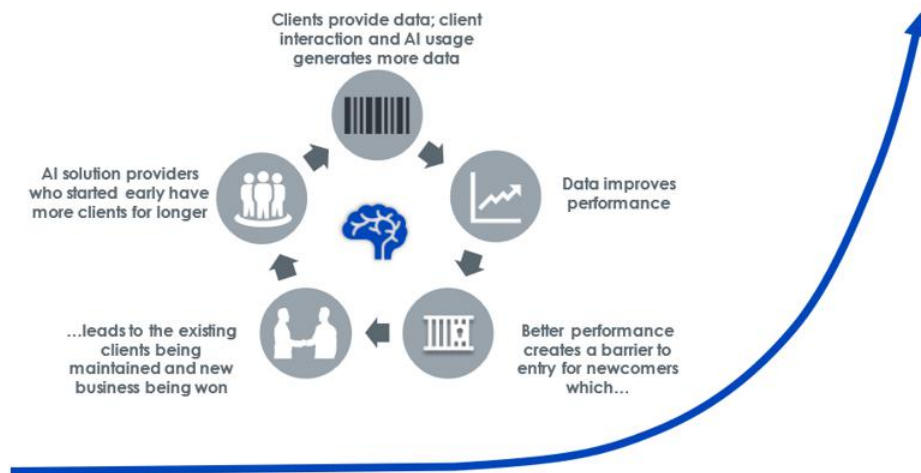 Clients provide data; client
interaction and AI usage
generates more data
Data improves
performance
Better performance
creates a barrier to
entry for newcomers
which…
…leads to the existing
clients being
maintained and new
business being won
AI solution providers
who started early have
more clients for longer